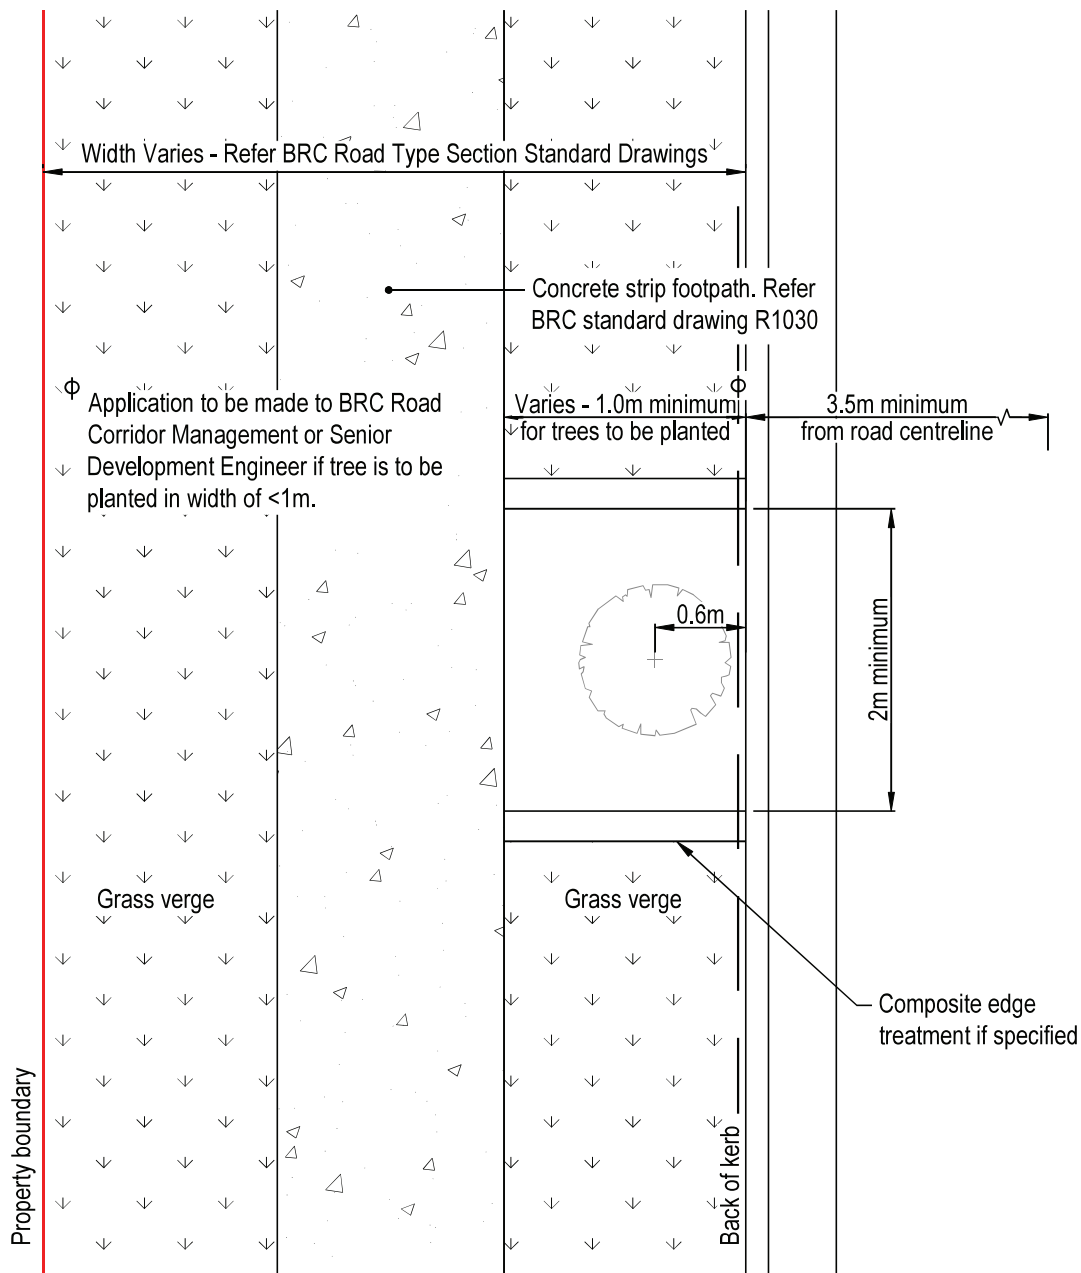 Width Varies - Refer BRC Road Type Section Standard Drawings
Concrete strip footpath. Refer
BRC standard drawing R1030
ϕ Application to be made to BRC Road
Corridor Management or Senior
Development Engineer if tree is to be
planted in width of <1m.
ϕ
Varies - 1.0m minimum
for trees to be planted
3.5m minimum
from road centreline
0.6m
2m minimum
Grass verge
Grass verge
Composite edge
treatment if specified
Property boundary
Back of kerb